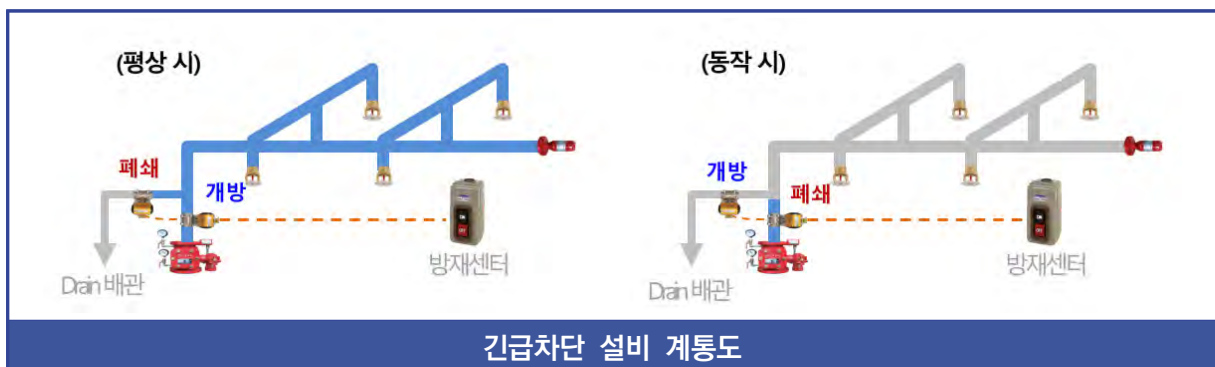 (평상 시)
폐쇄
개방
Drain 배관
방재센터
(동작 시)
개방
폐쇄
Drain 배관
방재센터
긴급차단 설비 계통도